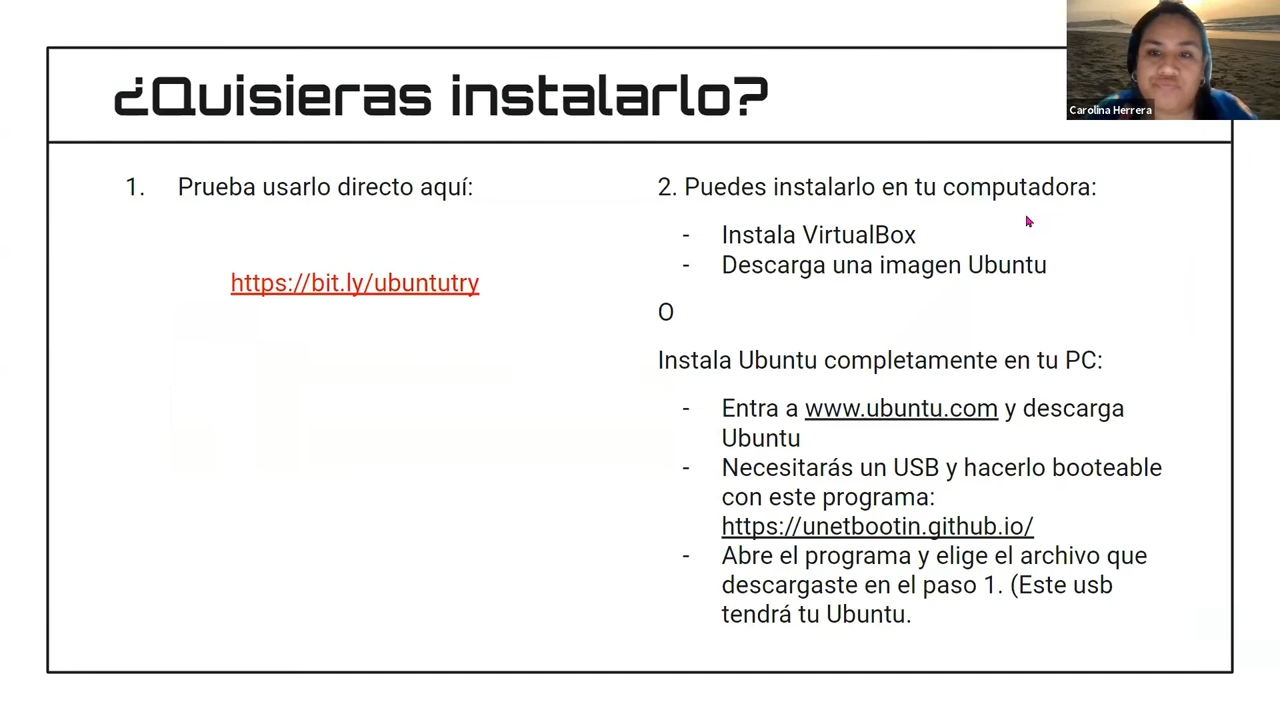 ¿Quisieras instalarlo?
Carolina Herrera
1. Prueba usarlo directo aquí:
https://bit.ly/ubuntutry
2. Puedes instalarlo en tu computadora:
- Instala VirtualBox
- Descarga una imagen Ubuntu
O
Instala Ubuntu completamente en tu PC:
- Entra a www.ubuntu.com y descarga
Ubuntu
- Necesitarás un USB y hacerlo booteable
con este programa:
https://unetbootin.github.io/
- Abre el programa y elige el archivo que
descargaste en el paso 1. (Este usb
tendrá tu Ubuntu.